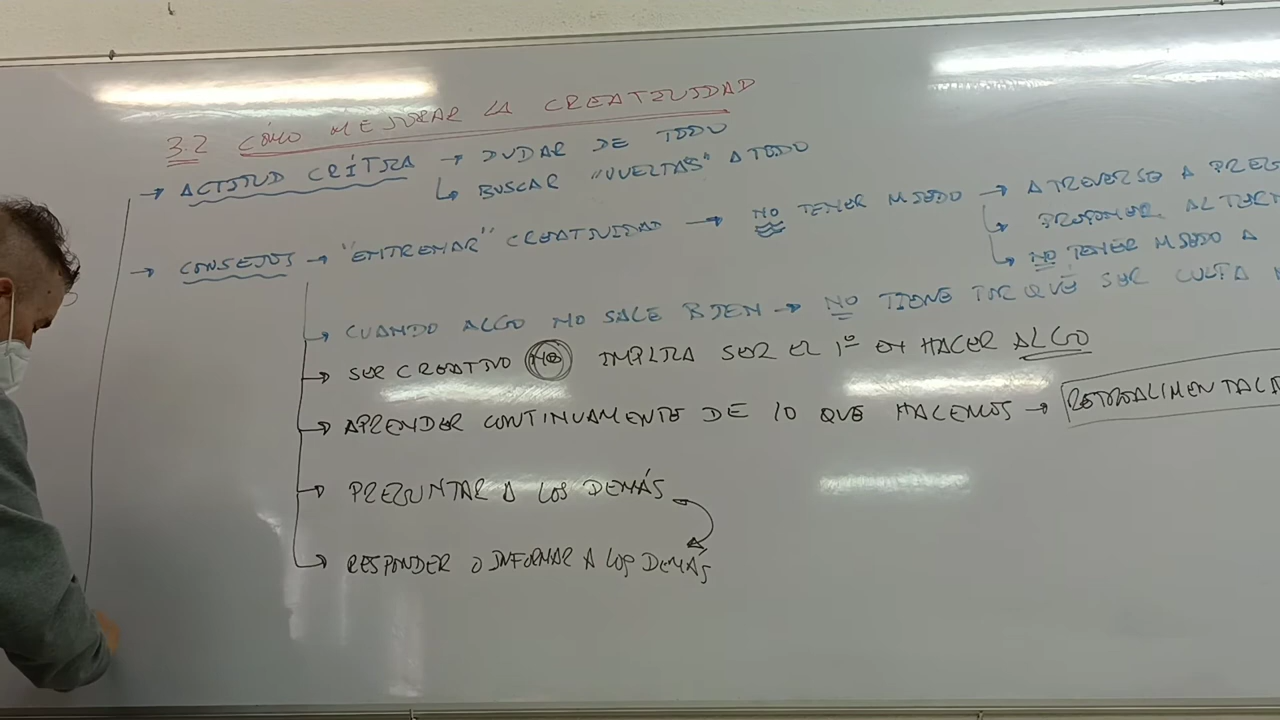 3.2 CÓMO MEJORAR LA CREATIVIDAD
→ ACTITUD CRÍTICA → DUDAR DE TODO
↳ BUSCAR "VUELTAS" A TODO
→ CONSEJOS → "ENTRENAR" CREATIVIDAD → NO TENER MIEDO → ATREVERSE A
↳ PROPONER
↳ NO TENER MIEDO A
→ CUANDO ALGO NO SALE BIEN → NO TIENE POR QUÉ SER CULPA
→ SER CREATIVO NO IMPLICA SER EL 1º EN HACER ALGO
→ APRENDER CONTINUAMENTE DE LO QUE HACEMOS →
→ PREGUNTAR A LOS DEMÁS
→ RESPONDER O INFORMAR A LOS DEMÁS